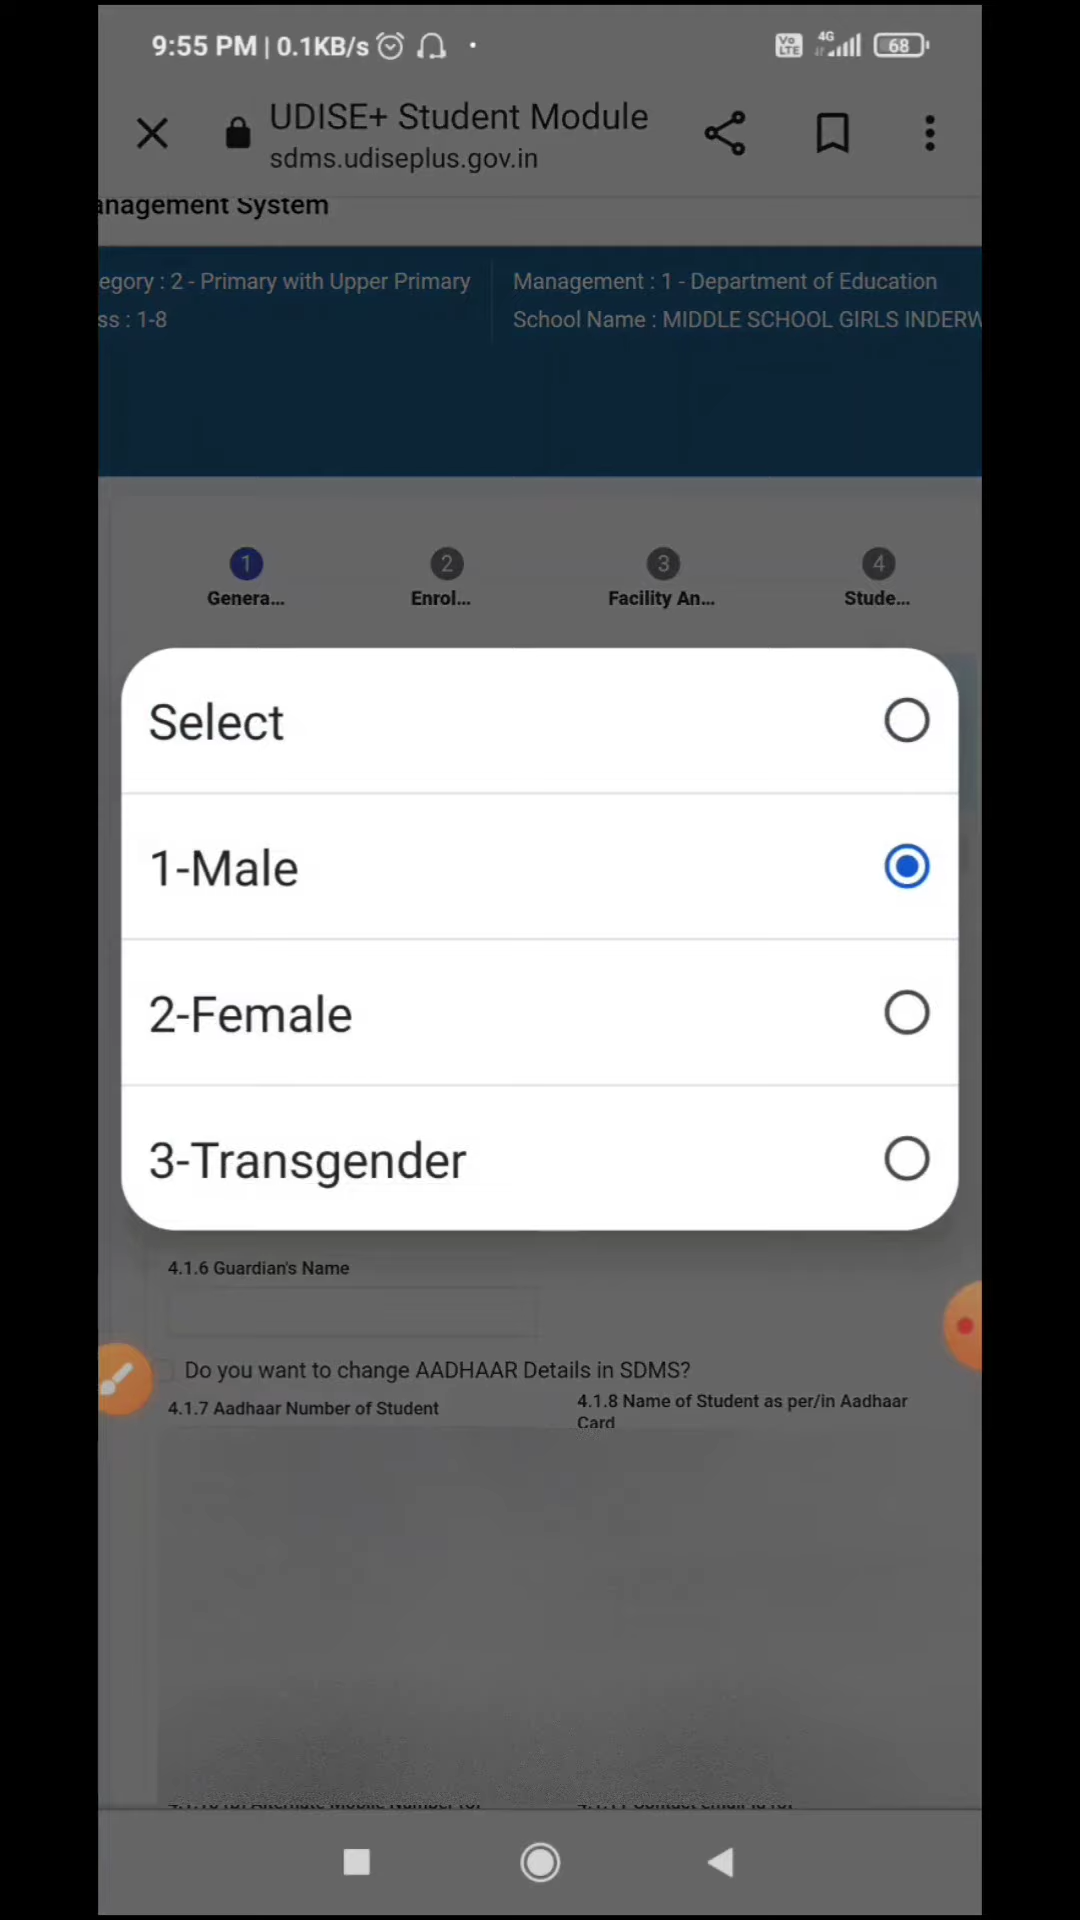 9:55 PM | 0.1KB/s
Vo LTE 4G 68
UDISE+ Student Module
sdms.udiseplus.gov.in
anagement System
egory : 2 - Primary with Upper Primary
Management : 1 - Department of Education
ss : 1-8
School Name : MIDDLE SCHOOL GIRLS INDERW
1 2 3 4
Genera... Enrol... Facility An... Stude...
Select
1-Male
2-Female
3-Transgender
4.1.6 Guardian's Name
Do you want to change AADHAAR Details in SDMS?
4.1.7 Aadhaar Number of Student
4.1.8 Name of Student as per/in Aadhaar
Card